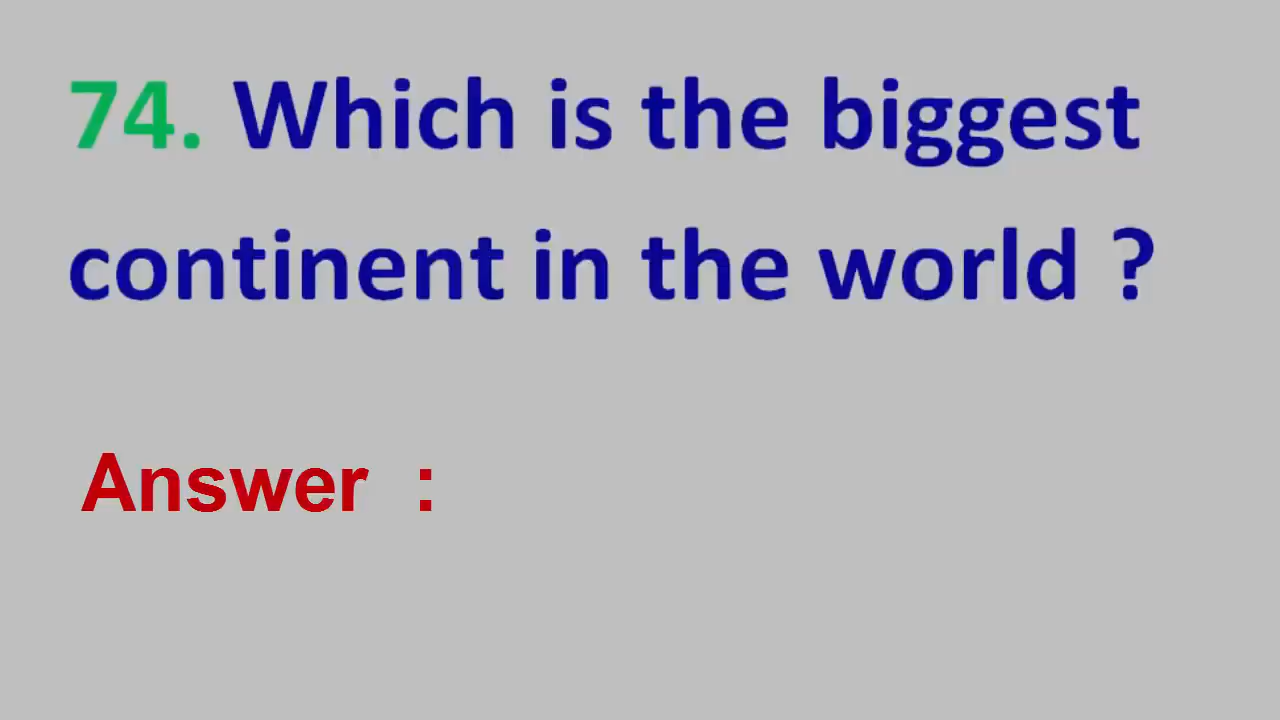 74. Which is the biggest
continent in the world ?
Answer :